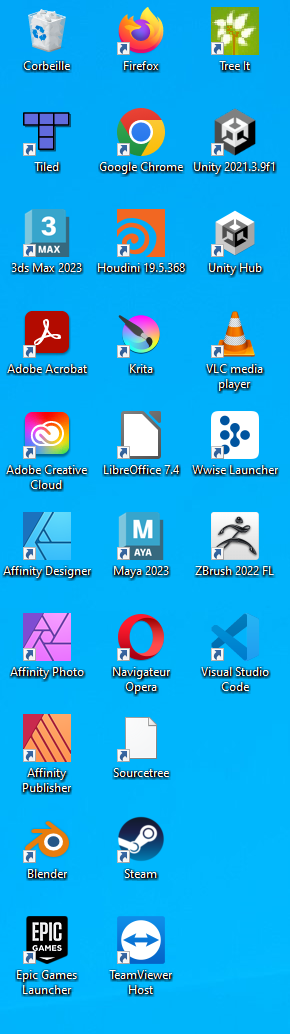 Corbeille
Firefox
Tree It
Tiled
Google Chrome
Unity 2021.3.9f1
3
MAX
3ds Max 2023
Houdini 19.5.368
Unity Hub
Adobe Acrobat
Krita
VLC media
player
Adobe Creative
Cloud
LibreOffice 7.4
Wwise Launcher
Affinity Designer
M
AYA
Maya 2023
ZBrush 2022 FL
Affinity Photo
Navigateur
Opera
Visual Studio
Code
Affinity
Publisher
Sourcetree
Blender
Steam
EPIC
GAMES
Epic Games
Launcher
TeamViewer
Host